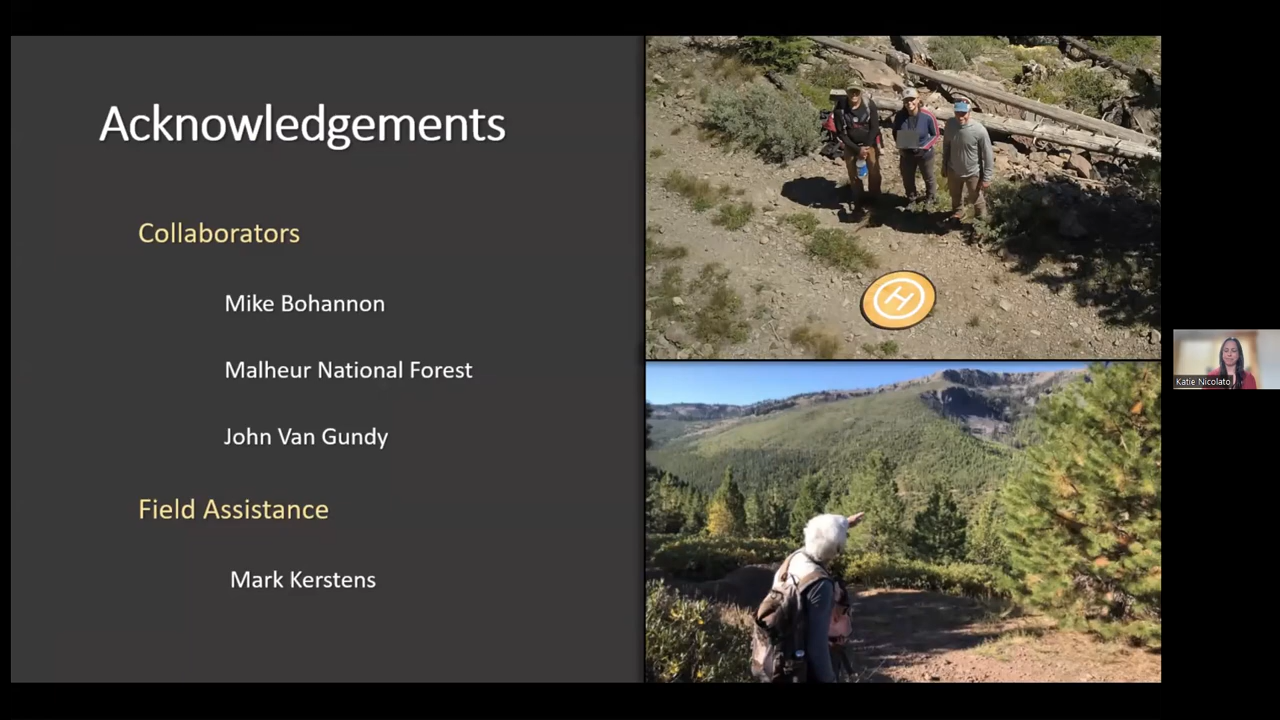 Acknowledgements
Collaborators
Mike Bohannon
Malheur National Forest
John Van Gundy
Field Assistance
Mark Kerstens
H
Katie Nicolato